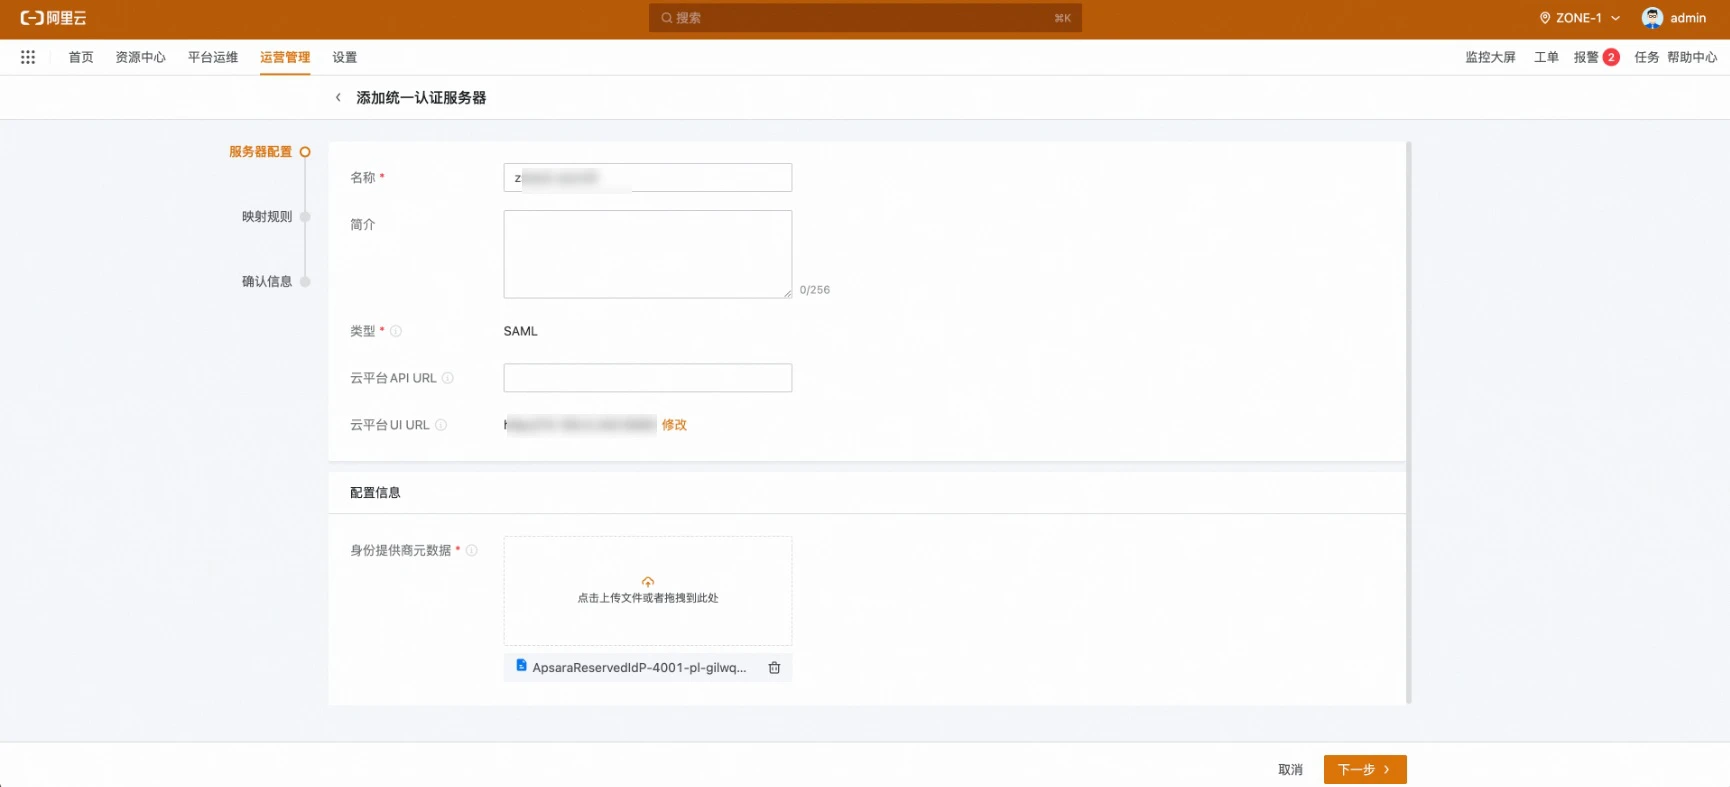 阿里云
搜索
⌘K
ZONE-1
admin
首页 资源中心 平台运维 运营管理 设置
监控大屏 工单 报警 2 任务 帮助中心
添加统一认证服务器
服务器配置
映射规则
确认信息
名称 * z
简介
0/256
类型 * SAML
云平台 API URL
云平台 UI URL 修改
配置信息
身份提供商元数据 *
点击上传文件或者拖拽到此处
ApsaraReservedIdP-4001-pl-gilwq...
取消 下一步